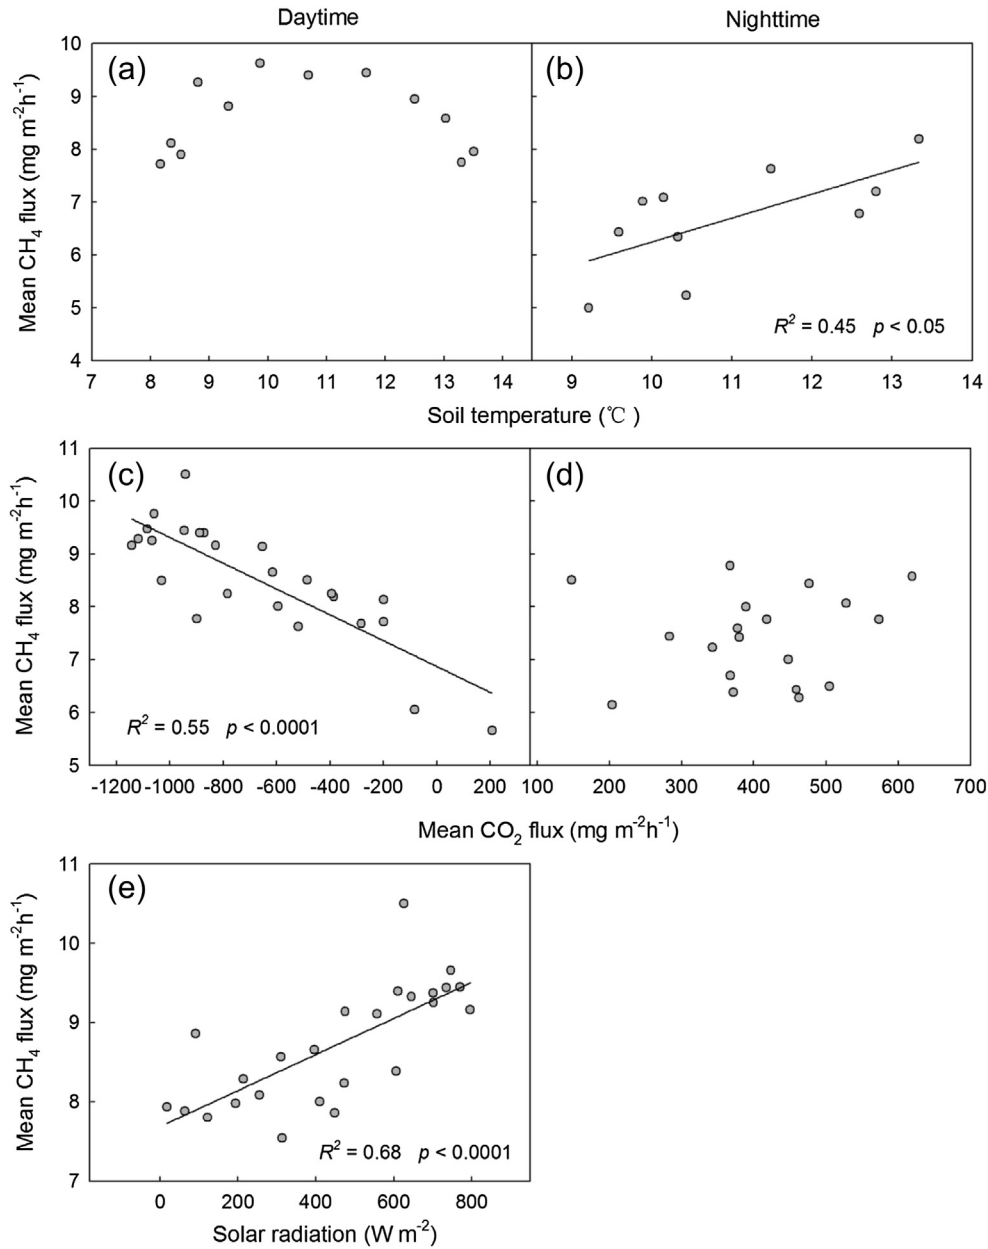 Daytime
Nighttime
Mean CH4 flux (mg m-2h-1)
10
9
8
7
6
5
4
(a)
(b)
R2 = 0.45 p < 0.05
7 8 9 10 11 12 13 14
9 10 11 12 13 14
Soil temperature (℃ )
Mean CH4 flux (mg m-2h-1)
11
10
9
8
7
6
5
(c)
(d)
R2 = 0.55 p < 0.0001
-1200 -1000 -800 -600 -400 -200 0 200
100 200 300 400 500 600 700
Mean CO2 flux (mg m-2h-1)
Mean CH4 flux (mg m-2h-1)
11
10
9
8
7
(e)
R2 = 0.68 p < 0.0001
0 200 400 600 800
Solar radiation (W m-2)